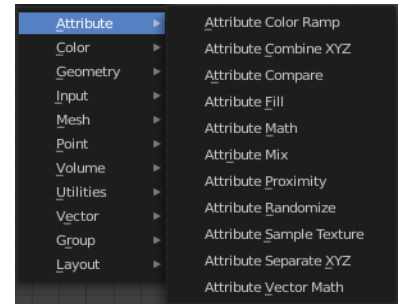 Attribute
Color
Geometry
Input
Mesh
Point
Volume
Utilities
Vector
Group
Layout
Attribute Color Ramp
Attribute Combine XYZ
Attribute Compare
Attribute Fill
Attribute Math
Attribute Mix
Attribute Proximity
Attribute Randomize
Attribute Sample Texture
Attribute Separate XYZ
Attribute Vector Math